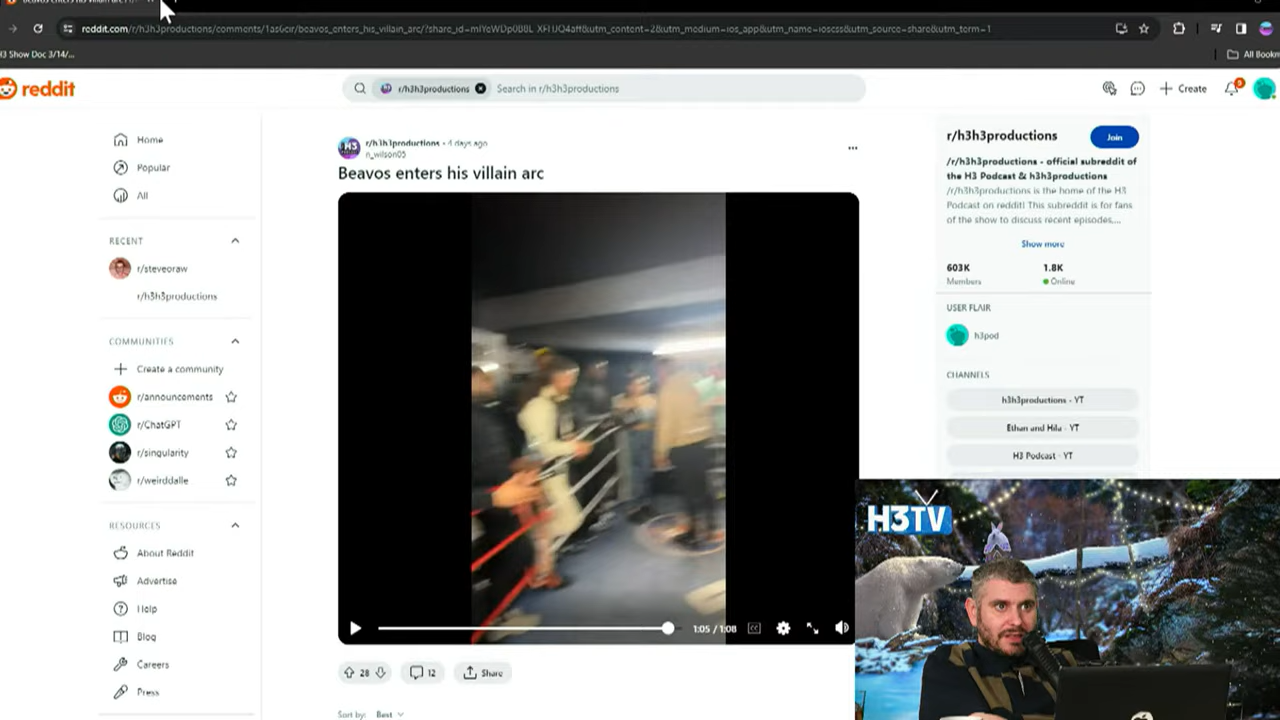 reddit.com/r/h3h3productions/comments/1as6cir/beavos_enters_his_villain_arc/
H3 Show Doc 3/14/...
All Bookm
reddit
r/h3h3productions
Search in r/h3h3productions
Create
9
Home
Popular
All
RECENT
r/steveoraw
r/h3h3productions
COMMUNITIES
Create a community
r/announcements
r/ChatGPT
r/singularity
r/weirddalle
RESOURCES
About Reddit
Advertise
Help
Blog
Careers
Press
H3
r/h3h3productions · 4 days ago
n_wilson05
Beavos enters his villain arc
1:05 / 1:08
28
12
Share
Sort by:
Best
r/h3h3productions
Join
/r/h3h3productions - official subreddit of
the H3 Podcast & h3h3productions
/r/h3h3productions is the home of the H3
Podcast on reddit! This subreddit is for fans
of the show to discuss recent episodes,...
Show more
603K
1.8K
Members
Online
USER FLAIR
h3pod
CHANNELS
h3h3productions - YT
Ethan and Hila - YT
H3 Podcast - YT
H3TV